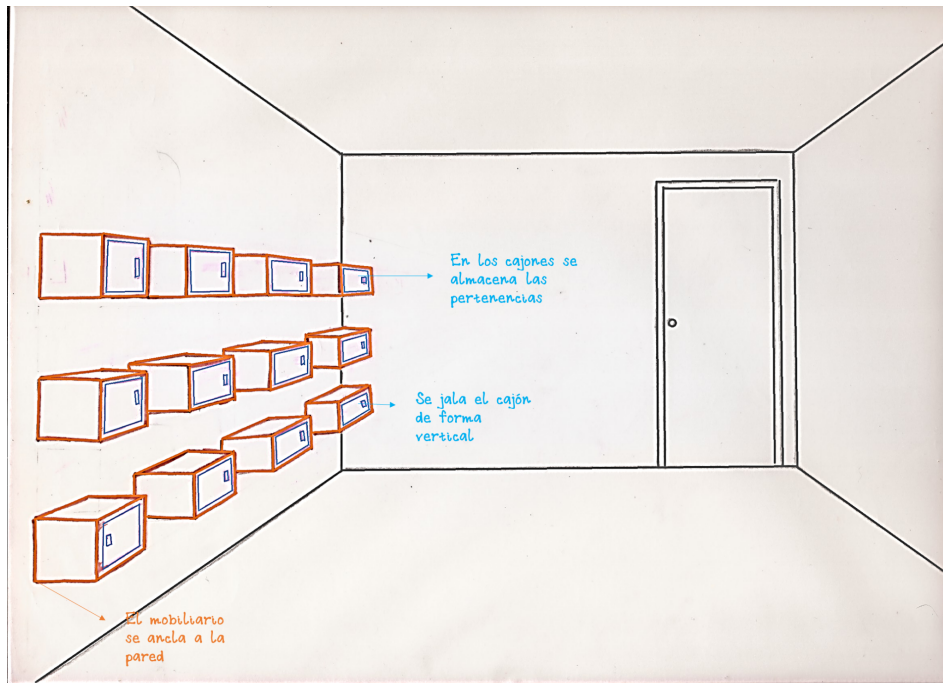 En los cajones se
almacena las
pertenencias
Se jala el cajón
de forma
vertical
El mobiliario
se ancla a la
pared